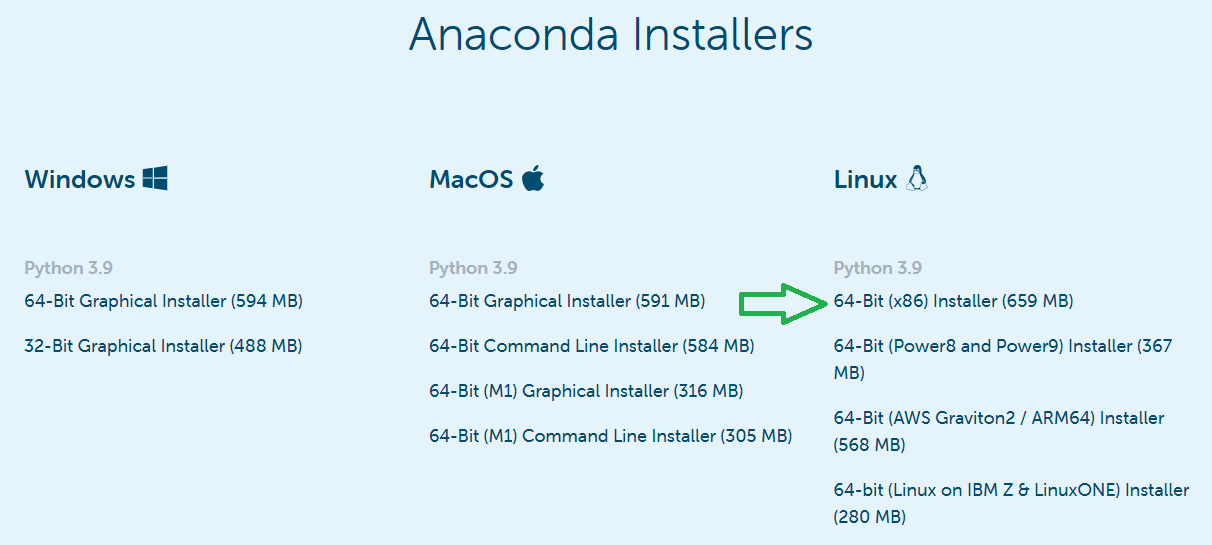 Anaconda Installers
Windows
Python 3.9
64-Bit Graphical Installer (594 MB)
32-Bit Graphical Installer (488 MB)
MacOS
Python 3.9
64-Bit Graphical Installer (591 MB)
64-Bit Command Line Installer (584 MB)
64-Bit (M1) Graphical Installer (316 MB)
64-Bit (M1) Command Line Installer (305 MB)
Linux
Python 3.9
64-Bit (x86) Installer (659 MB)
64-Bit (Power8 and Power9) Installer (367
MB)
64-Bit (AWS Graviton2 / ARM64) Installer
(568 MB)
64-bit (Linux on IBM Z & LinuxONE) Installer
(280 MB)